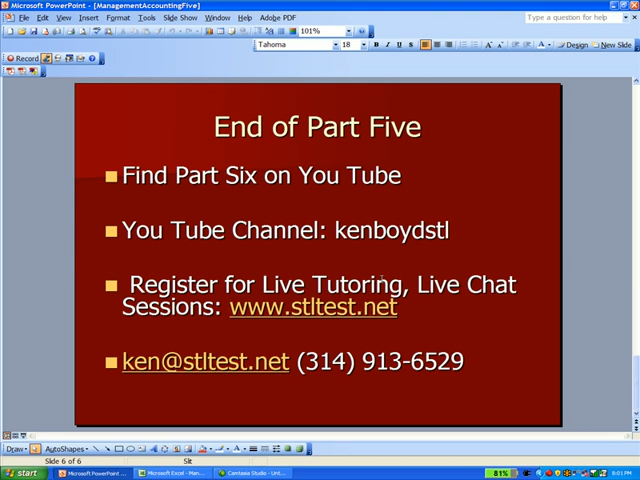 Microsoft PowerPoint - [ManagementAccountingFive]
File Edit View Insert Format Tools Slide Show Window Help Adobe PDF
Type a question for help
101%
Tahoma 18 B I U S A Design New Slide
Record
End of Part Five
Find Part Six on You Tube
You Tube Channel: kenboydstl
Register for Live Tutoring, Live Chat
Sessions: www.stltest.net
ken@stltest.net (314) 913-6529
Draw AutoShapes
Slide 6 of 6 Slit
start Microsoft PowerPoint ... Microsoft Excel - Man... Camtasia Studio - Unt... 81% 8:01 PM